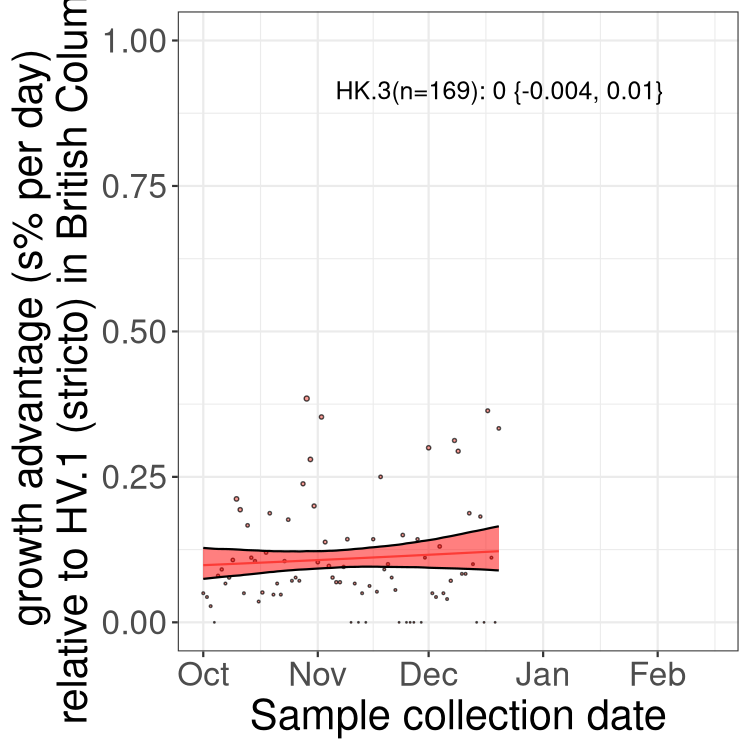 growth advantage (s% per day)
relative to HV.1 (stricto) in British Colum
1.00
0.75
0.50
0.25
0.00
HK.3(n=169): 0 {-0.004, 0.01}
Oct Nov Dec Jan Feb
Sample collection date